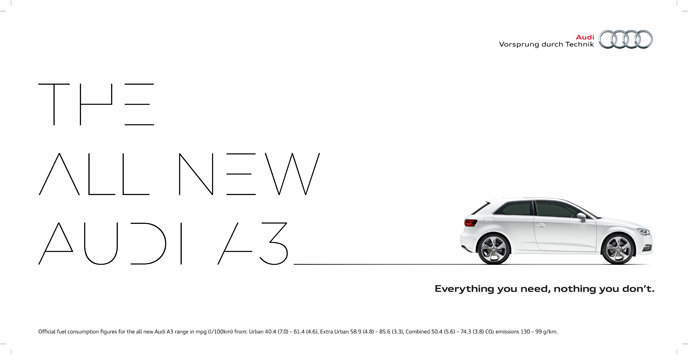 Audi
Vorsprung durch Technik
THE
ALL NEW
AUDI A3
Everything you need, nothing you don't.
Official fuel consumption figures for the all new Audi A3 range in mpg (l/100km) from: Urban 40.4 (7.0) – 61.4 (4.6), Extra Urban 58.9 (4.8) – 85.6 (3.3), Combined 50.4 (5.6) – 74.3 (3.8) CO₂ emissions 130 – 99 g/km.